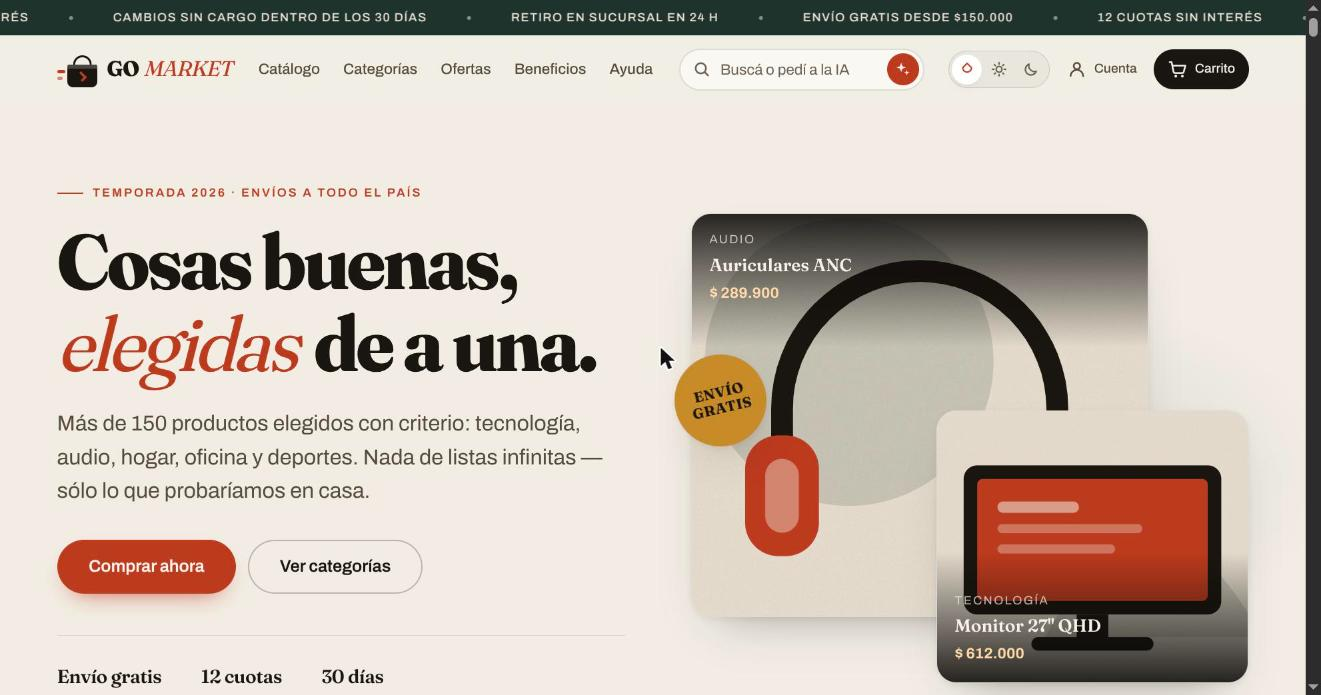 RÉS • CAMBIOS SIN CARGO DENTRO DE LOS 30 DÍAS • RETIRO EN SUCURSAL EN 24 H • ENVÍO GRATIS DESDE $150.000 • 12 CUOTAS SIN INTERÉS
GO MARKET Catálogo Categorías Ofertas Beneficios Ayuda Buscá o pedí a la IA Cuenta Carrito
TEMPORADA 2026 · ENVÍOS A TODO EL PAÍS
Cosas buenas,
elegidas de a una.
Más de 150 productos elegidos con criterio: tecnología,
audio, hogar, oficina y deportes. Nada de listas infinitas —
sólo lo que probaríamos en casa.
Comprar ahora Ver categorías
Envío gratis 12 cuotas 30 días
AUDIO
Auriculares ANC
$ 289.900
ENVÍO
GRATIS
TECNOLOGÍA
Monitor 27" QHD
$ 612.000